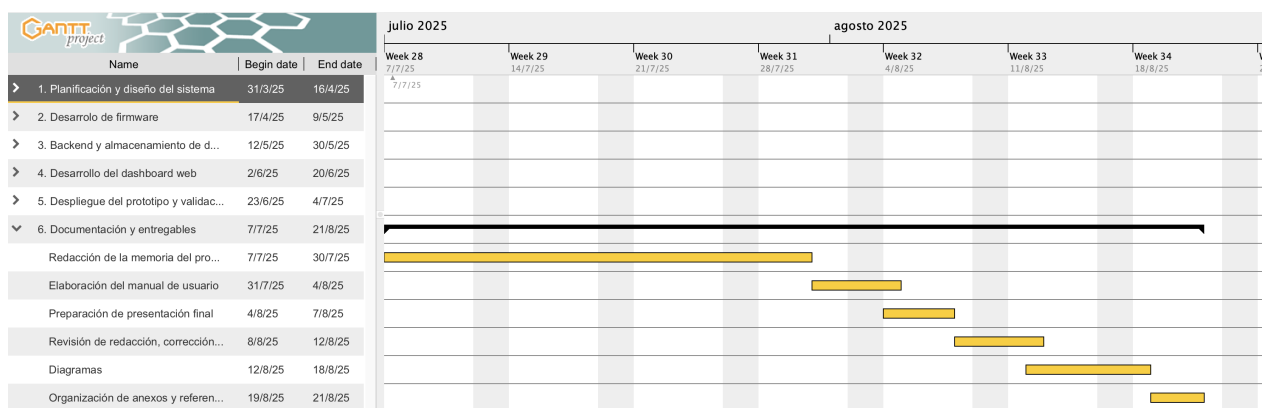 GANTT
project
julio 2025
agosto 2025
Name Begin date End date
Week 28 Week 29 Week 30 Week 31 Week 32 Week 33 Week 34
7/7/25 14/7/25 21/7/25 28/7/25 4/8/25 11/8/25 18/8/25
7/7/25
1. Planificación y diseño del sistema 31/3/25 16/4/25
2. Desarrolo de firmware 17/4/25 9/5/25
3. Backend y almacenamiento de d... 12/5/25 30/5/25
4. Desarrollo del dashboard web 2/6/25 20/6/25
5. Despliegue del prototipo y validac... 23/6/25 4/7/25
6. Documentación y entregables 7/7/25 21/8/25
Redacción de la memoria del pro... 7/7/25 30/7/25
Elaboración del manual de usuario 31/7/25 4/8/25
Preparación de presentación final 4/8/25 7/8/25
Revisión de redacción, corrección... 8/8/25 12/8/25
Diagramas 12/8/25 18/8/25
Organización de anexos y referen... 19/8/25 21/8/25